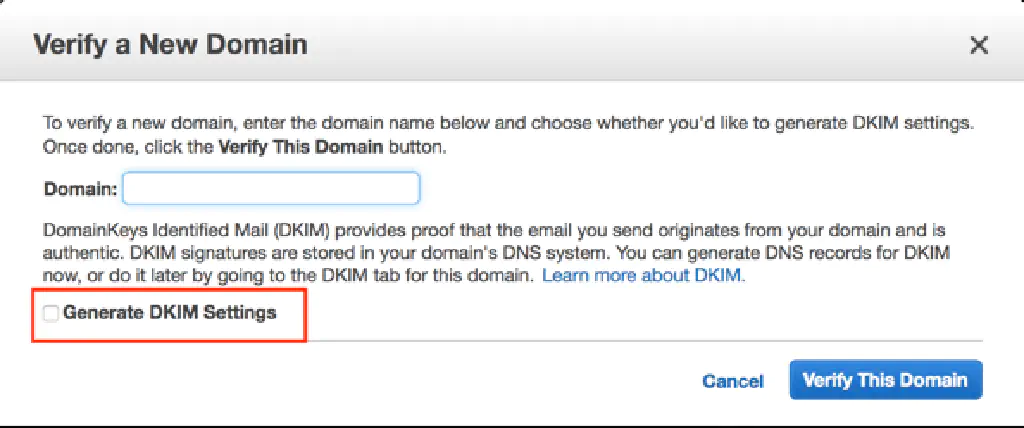 Verify a New Domain
To verify a new domain, enter the domain name below and choose whether you'd like to generate DKIM settings.
Once done, click the Verify This Domain button.
Domain:
DomainKeys Identified Mail (DKIM) provides proof that the email you send originates from your domain and is
authentic. DKIM signatures are stored in your domain's DNS system. You can generate DNS records for DKIM
now, or do it later by going to the DKIM tab for this domain. Learn more about DKIM.
Generate DKIM Settings
Cancel Verify This Domain